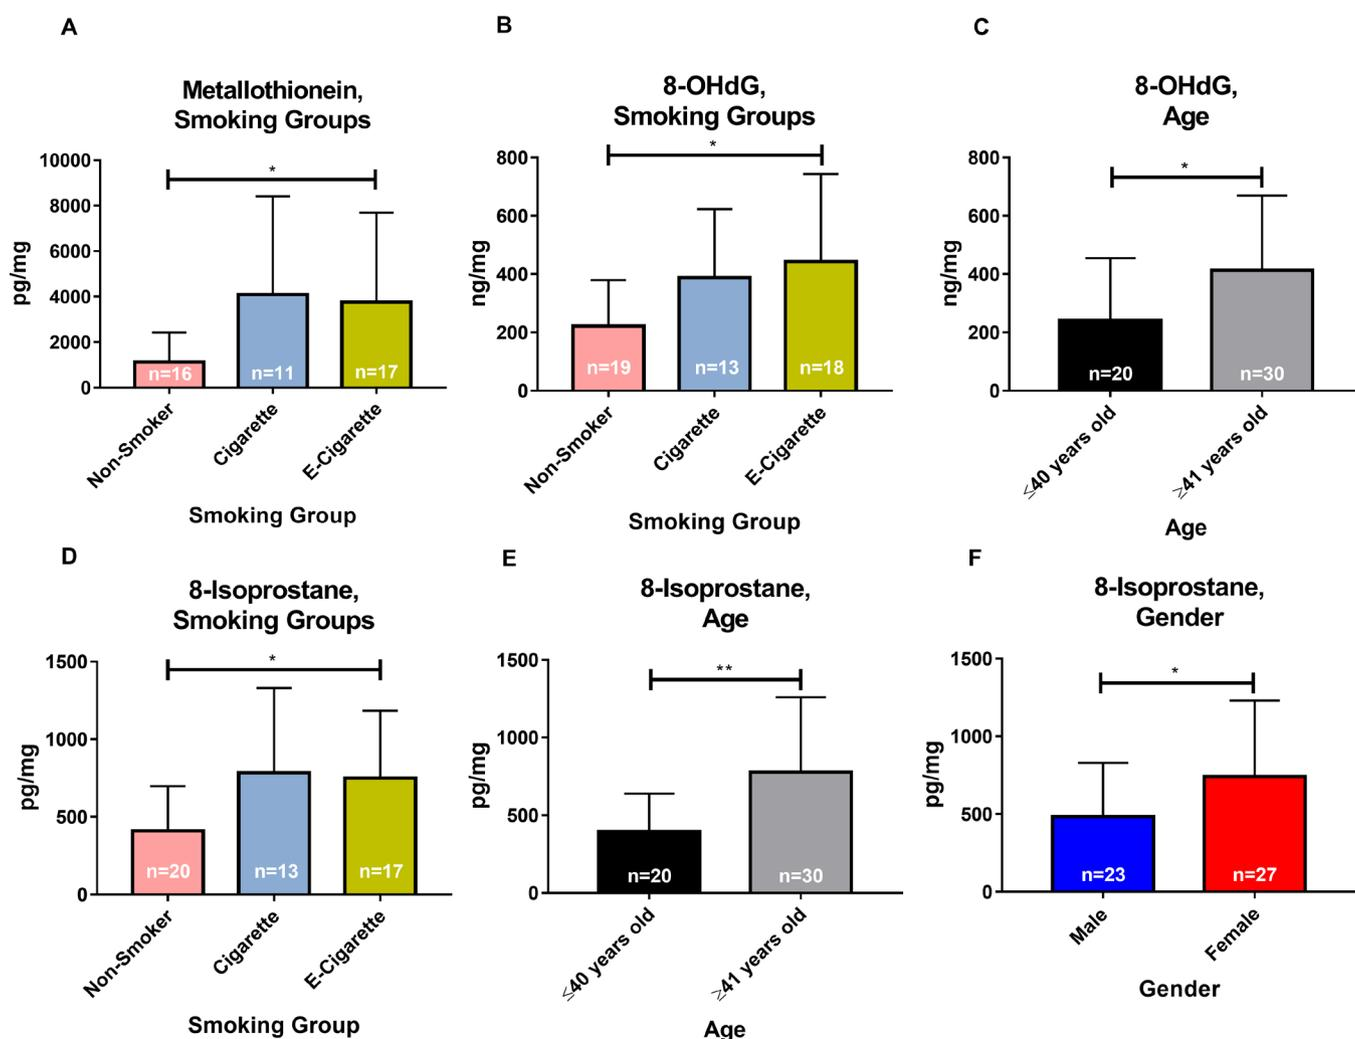 A
Metallothionein,
Smoking Groups
10000
8000
6000
4000
2000
0
pg/mg
*
n=16
n=11
n=17
Non-Smoker
Cigarette
E-Cigarette
Smoking Group
B
8-OHdG,
Smoking Groups
800
600
400
200
0
ng/mg
*
n=19
n=13
n=18
Non-Smoker
Cigarette
E-Cigarette
Smoking Group
C
8-OHdG,
Age
800
600
400
200
0
ng/mg
*
n=20
n=30
≤40 years old
≥41 years old
Age
D
8-Isoprostane,
Smoking Groups
1500
1000
500
0
pg/mg
*
n=20
n=13
n=17
Non-Smoker
Cigarette
E-Cigarette
Smoking Group
E
8-Isoprostane,
Age
1500
1000
500
0
pg/mg
**
n=20
n=30
≤40 years old
≥41 years old
Age
F
8-Isoprostane,
Gender
1500
1000
500
0
pg/mg
*
n=23
n=27
Male
Female
Gender